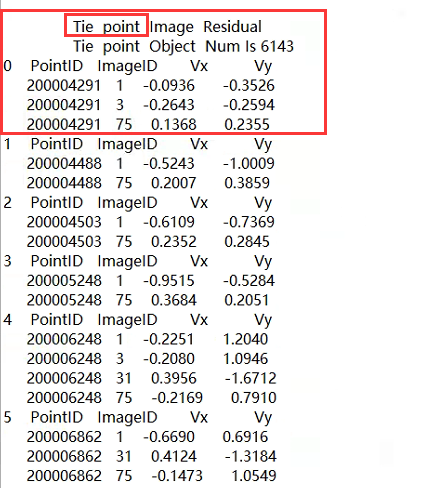 Tie point Image Residual
Tie point Object Num Is 6143
0 PointID ImageID Vx Vy
200004291 1 -0.0936 -0.3526
200004291 3 -0.2643 -0.2594
200004291 75 0.1368 0.2355
1 PointID ImageID Vx Vy
200004488 1 -0.5243 -1.0009
200004488 75 0.2007 0.3859
2 PointID ImageID Vx Vy
200004503 1 -0.6109 -0.7369
200004503 75 0.2352 0.2845
3 PointID ImageID Vx Vy
200005248 1 -0.9515 -0.5284
200005248 75 0.3684 0.2051
4 PointID ImageID Vx Vy
200006248 1 -0.2251 1.2040
200006248 3 -0.2080 1.0946
200006248 31 0.3956 -1.6712
200006248 75 -0.2169 0.7910
5 PointID ImageID Vx Vy
200006862 1 -0.6690 0.6916
200006862 31 0.4124 -1.3184
200006862 75 -0.1473 1.0549